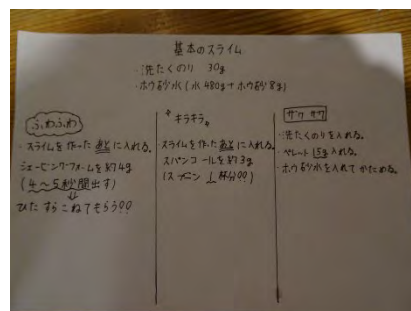 基本のスライム
・洗たくのり 30g
・ホウ砂水(水480g+ホウ砂8g)
ふわふわ
・スライムを作ったあとに入れる。
シェービングフォームを約4g
(4〜5秒間出す)
↓
ひたすらこねてもらう??
キラキラ
スライムを作ったあとに入れる。
スパンコールを約3g
(スプーン1杯分??)
ザクザク
・洗たくのりを入れる。
・ペレット15g入れる。
・ホウ砂水を入れてかためる。